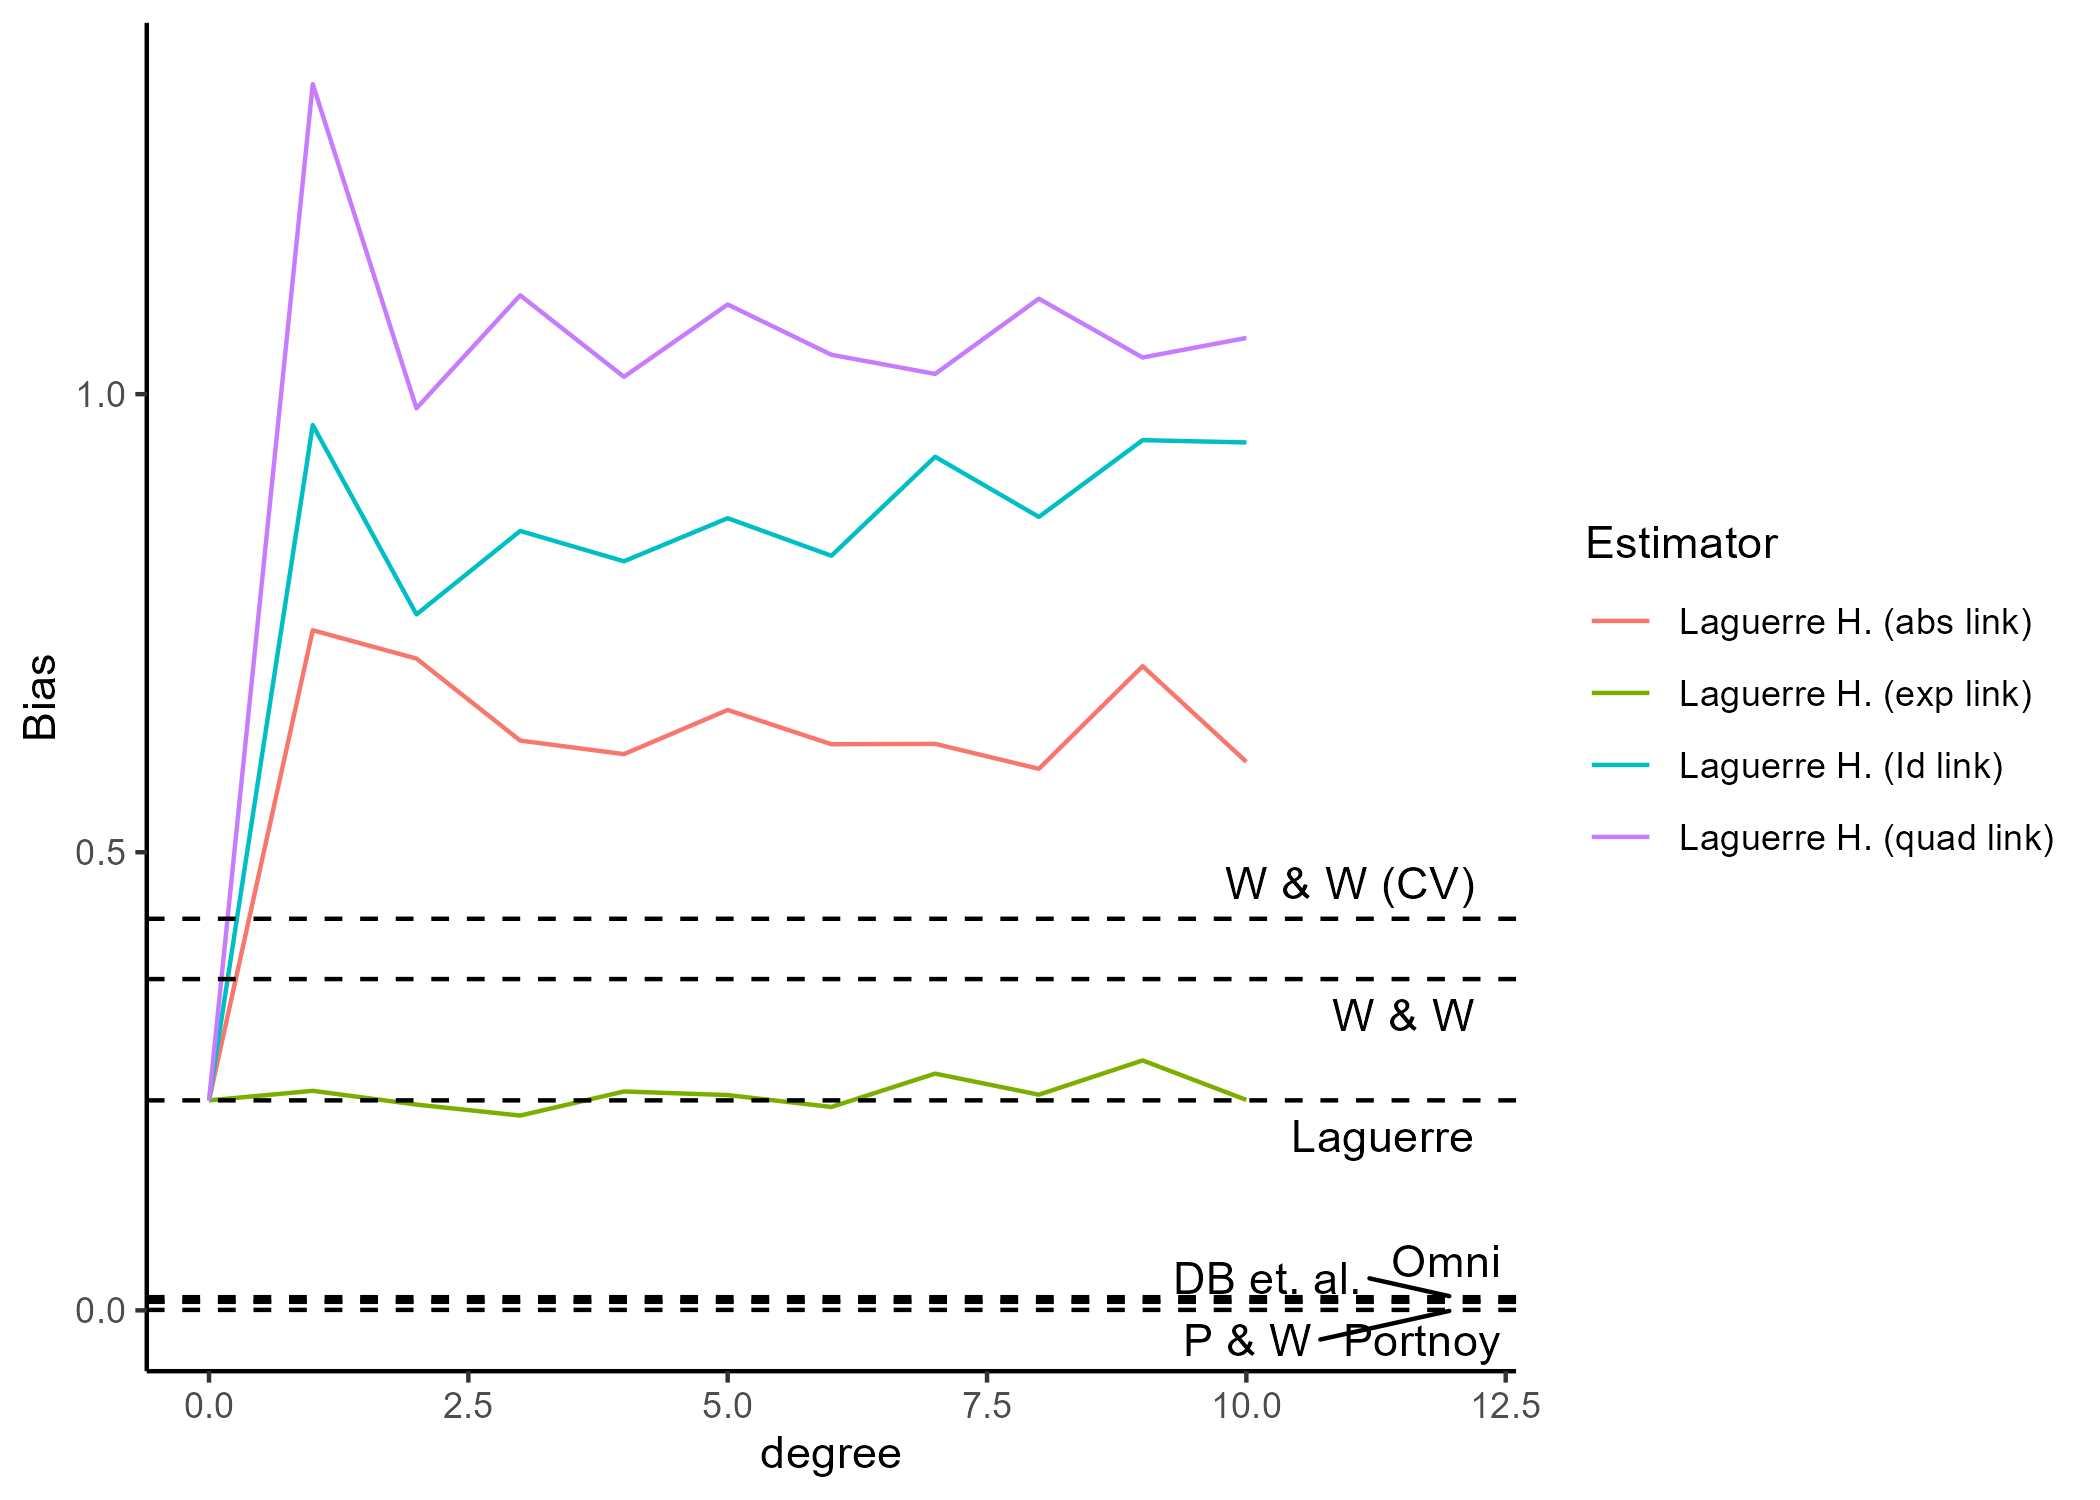 Bias
1.0
0.5
0.0
W & W (CV)
W & W
Laguerre
Omni
DB et. al.
P & W
Portnoy
0.0 2.5 5.0 7.5 10.0 12.5
degree
Estimator
Laguerre H. (abs link)
Laguerre H. (exp link)
Laguerre H. (Id link)
Laguerre H. (quad link)